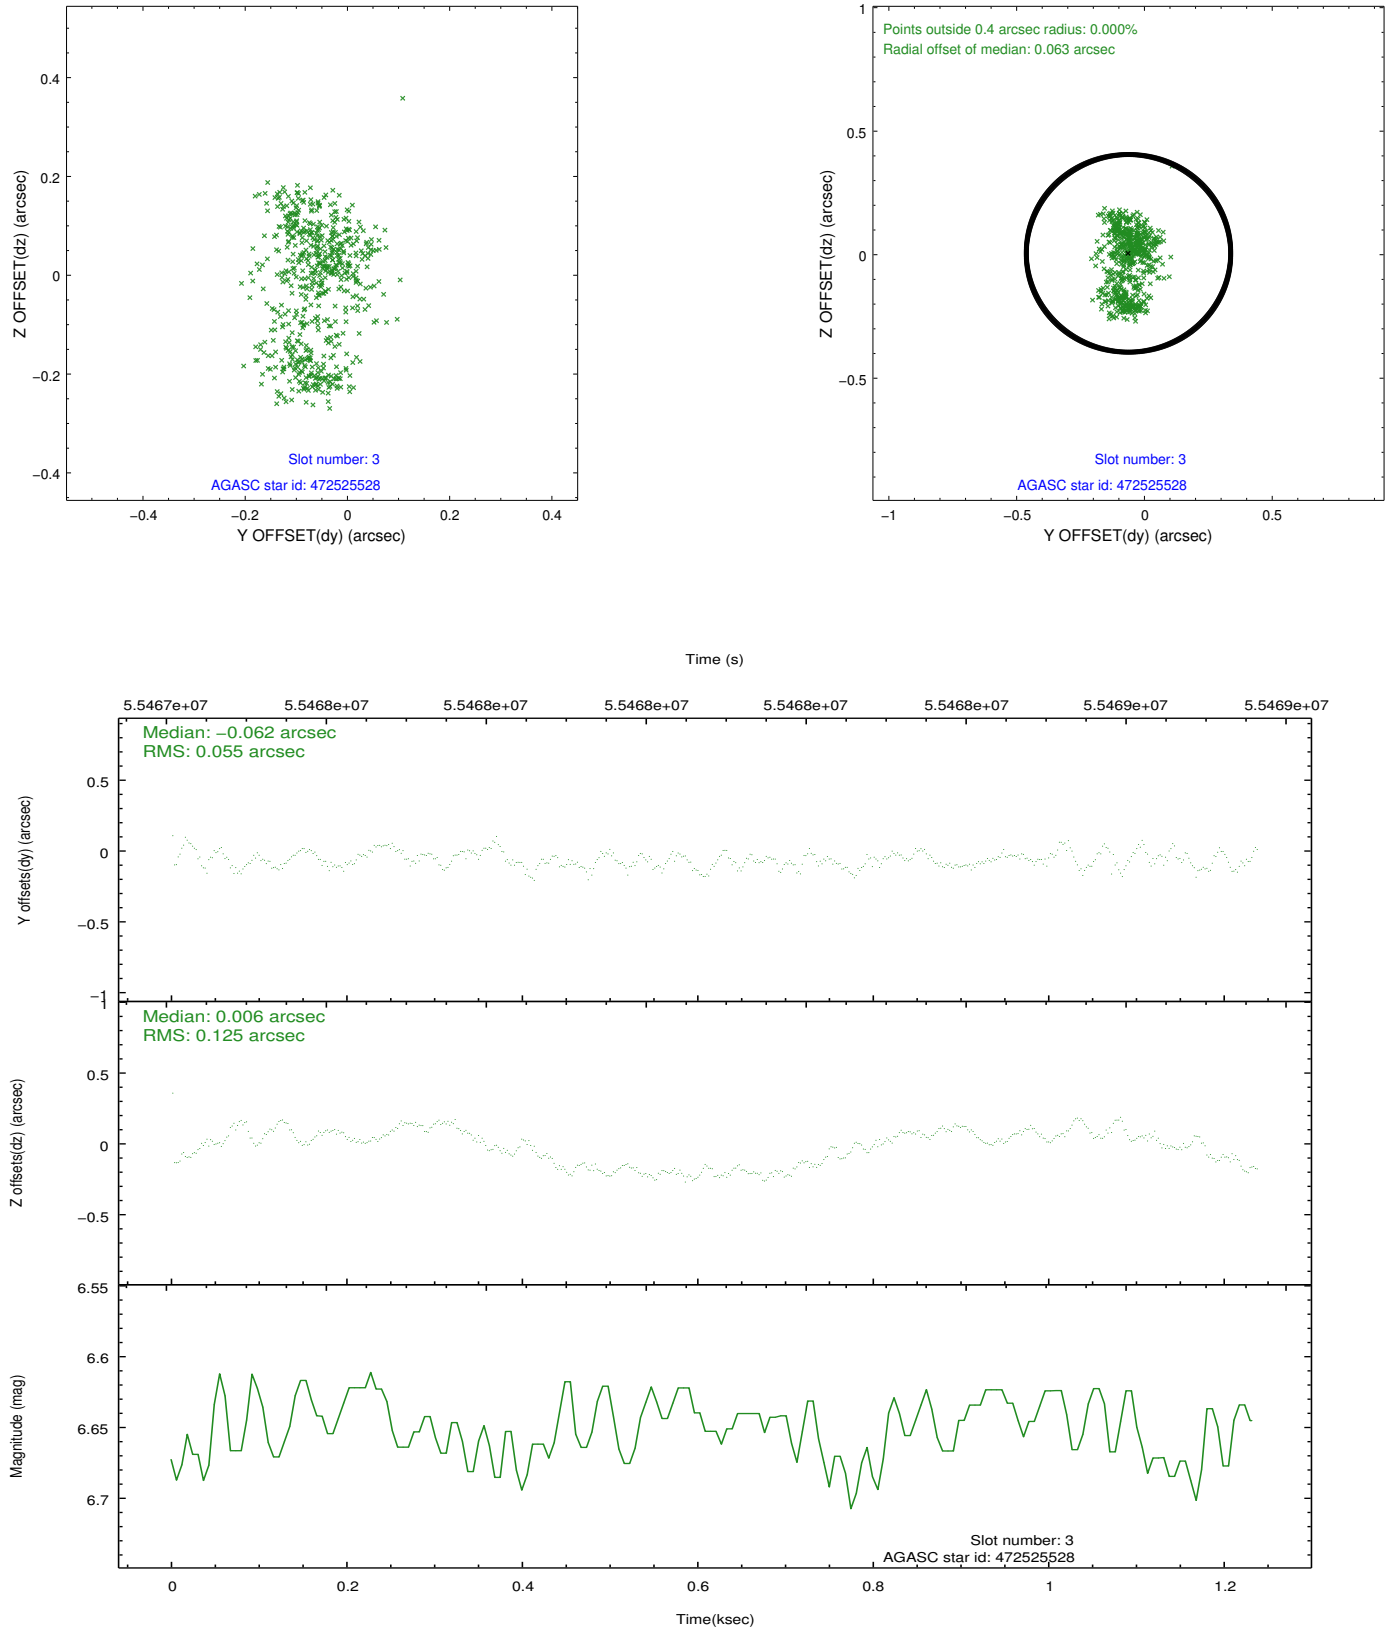 0.4
0.2
0
−0.2
−0.4
Z OFFSET(dz) (arcsec)
Slot number: 3
AGASC star id: 472525528
−0.4
−0.2
0
0.2
0.4
Y OFFSET(dy) (arcsec)
Points outside 0.4 arcsec radius: 0.000%
Radial offset of median: 0.063 arcsec
1
0.5
0
−0.5
Z OFFSET(dz) (arcsec)
Slot number: 3
AGASC star id: 472525528
−1
−0.5
0
0.5
Y OFFSET(dy) (arcsec)
Time (s)
5.5467e+07 5.5468e+07 5.5468e+07 5.5468e+07 5.5468e+07 5.5468e+07 5.5469e+07 5.5469e+07
Median: −0.062 arcsec
RMS: 0.055 arcsec
0.5
0
−0.5
−1
Y offsets(dy) (arcsec)
Median: 0.006 arcsec
RMS: 0.125 arcsec
1
0.5
0
−0.5
Z offsets(dz) (arcsec)
6.55
6.6
6.65
6.7
Magnitude (mag)
Slot number: 3
AGASC star id: 472525528
0 0.2 0.4 0.6 0.8 1 1.2
Time(ksec)